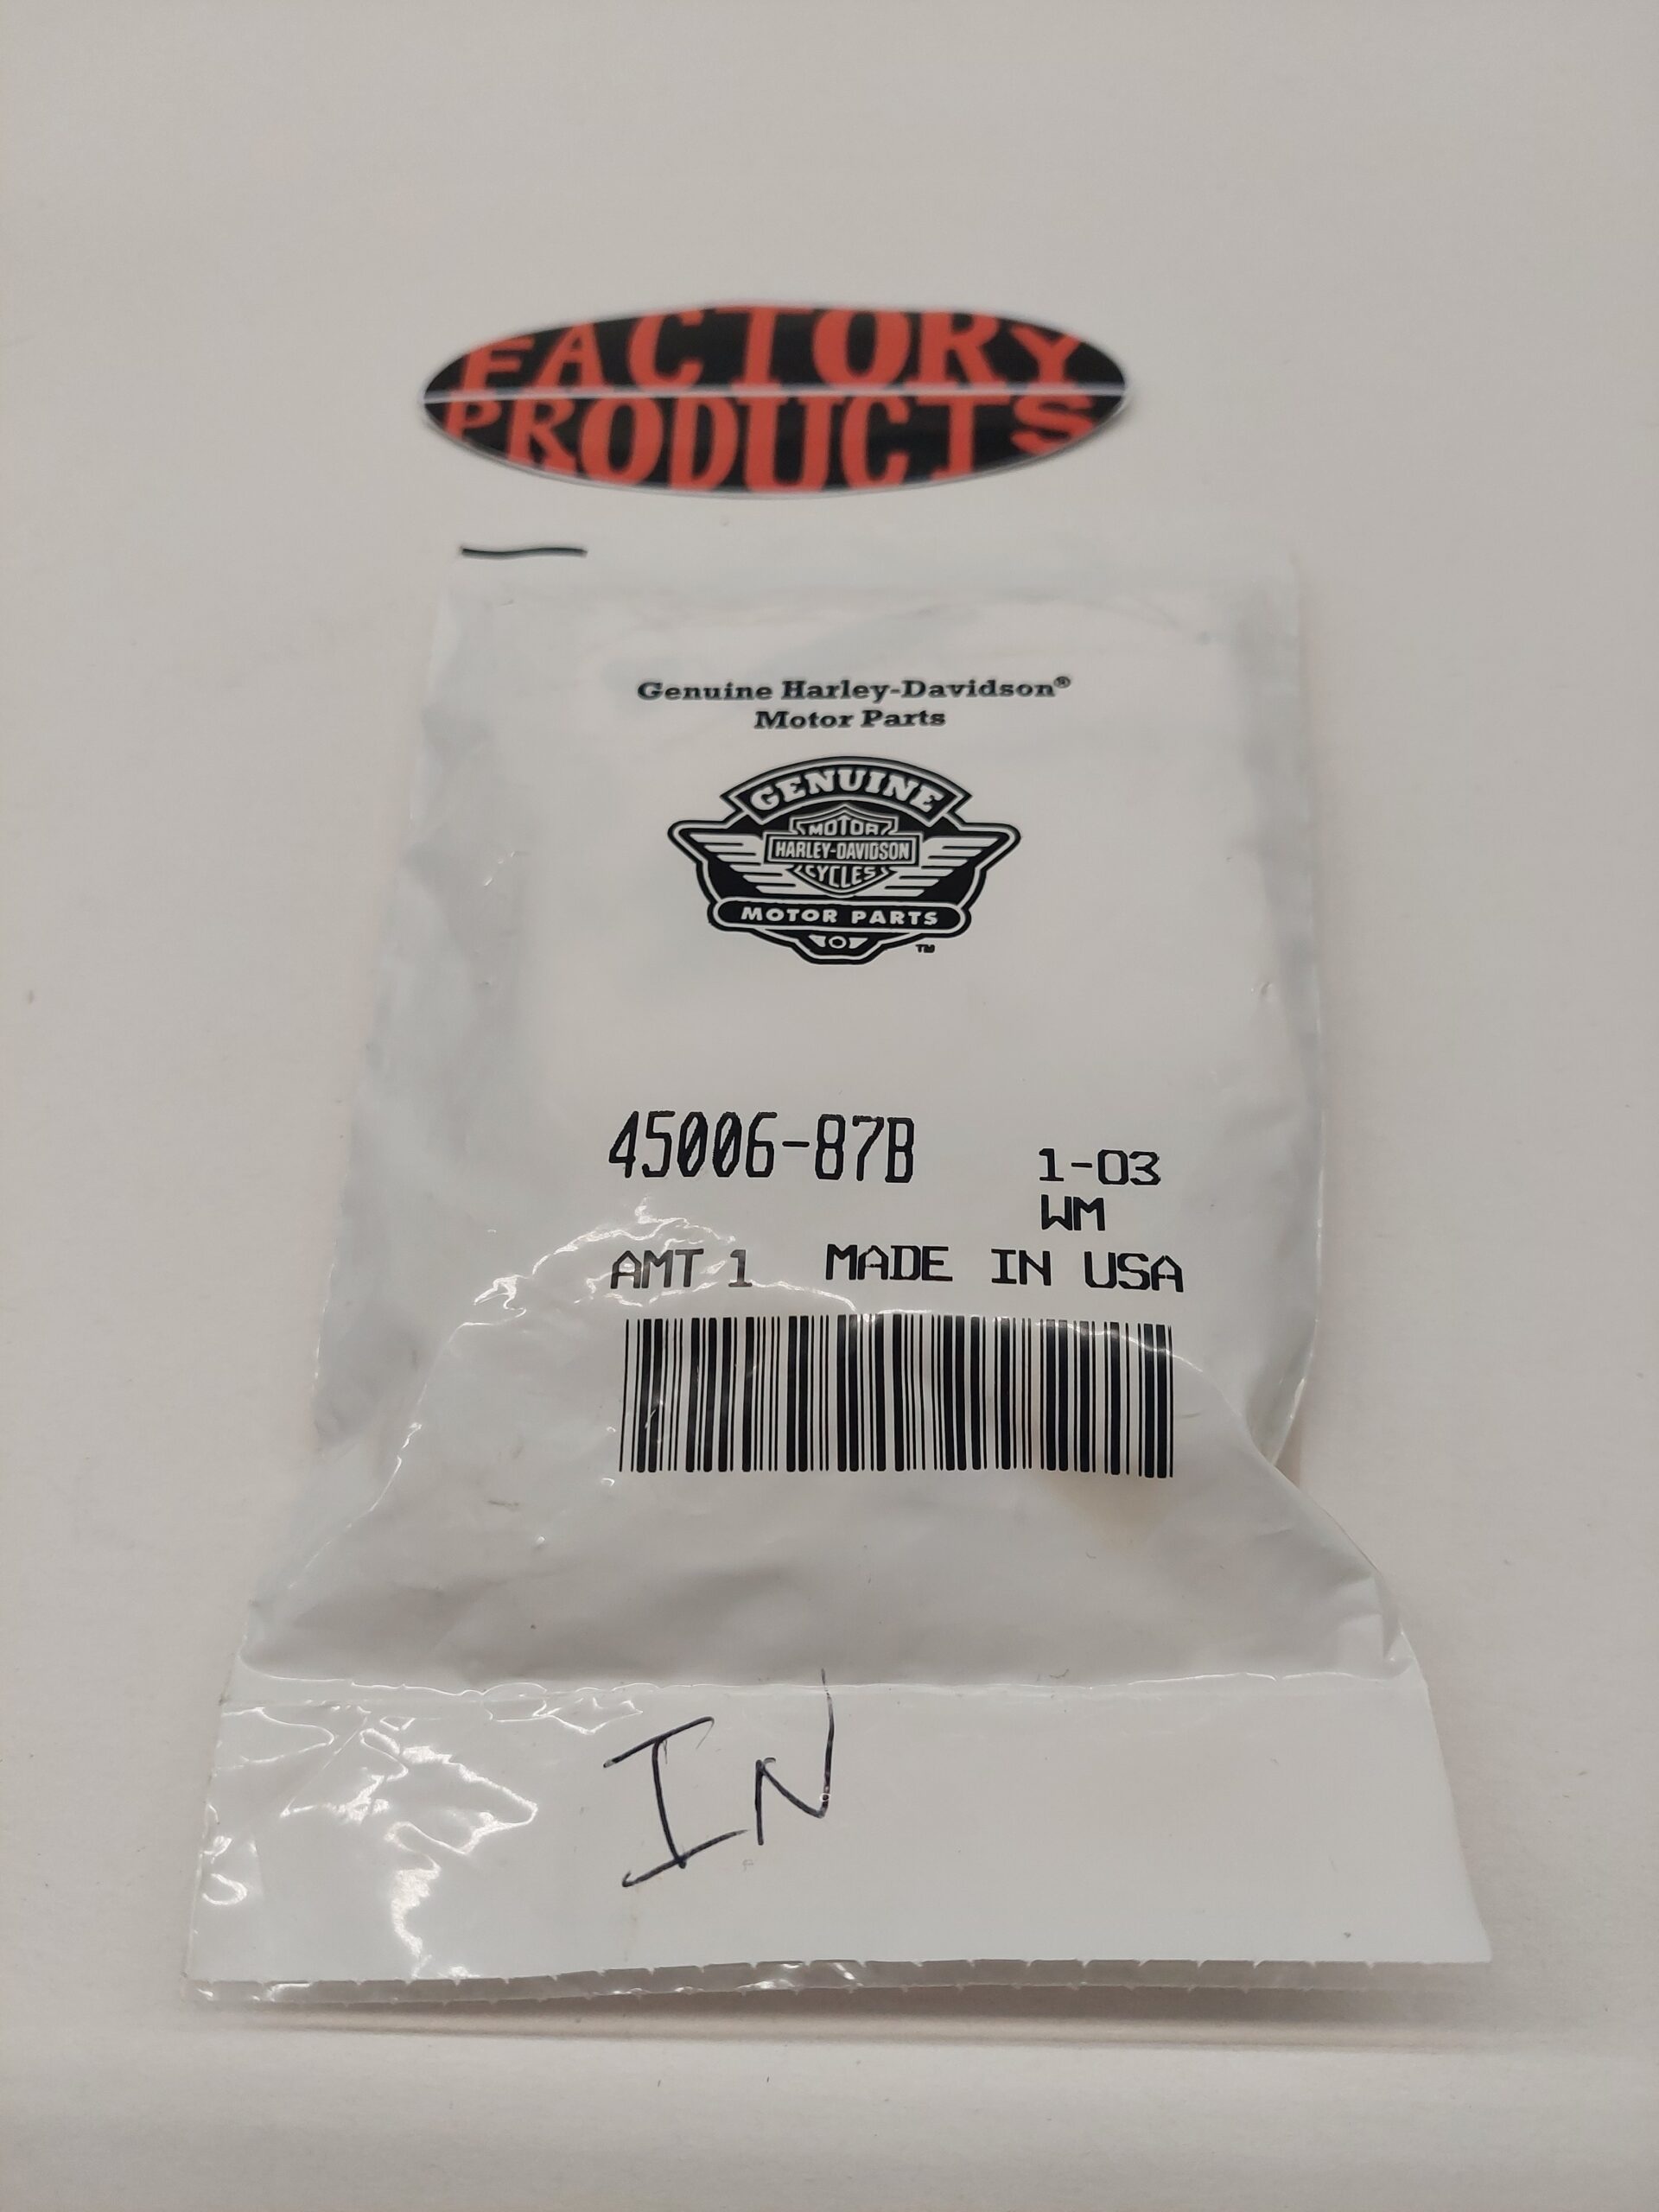 FACTORY
PRODUCTS
Genuine Harley-Davidson®
Motor Parts
GENUINE
MOTOR
HARLEY-DAVIDSON
CYCLES
MOTOR PARTS
TM
45006-87B
1-03
WM
AMT 1 MADE IN USA
IN